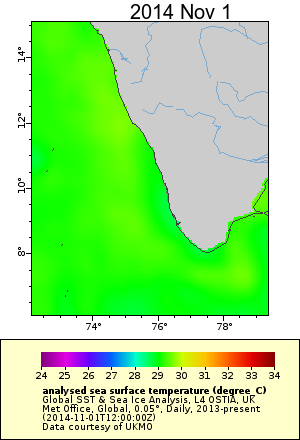 2014 Nov 1
14°
12°
10°
8°
74° 76° 78°
24 25 26 27 28 29 30 31 32 33 34
analysed sea surface temperature (degree_C)
Global SST & Sea Ice Analysis, L4 OSTIA, UK
Met Office, Global, 0.05°, Daily, 2013-present
(2014-11-01T12:00:00Z)
Data courtesy of UKMO